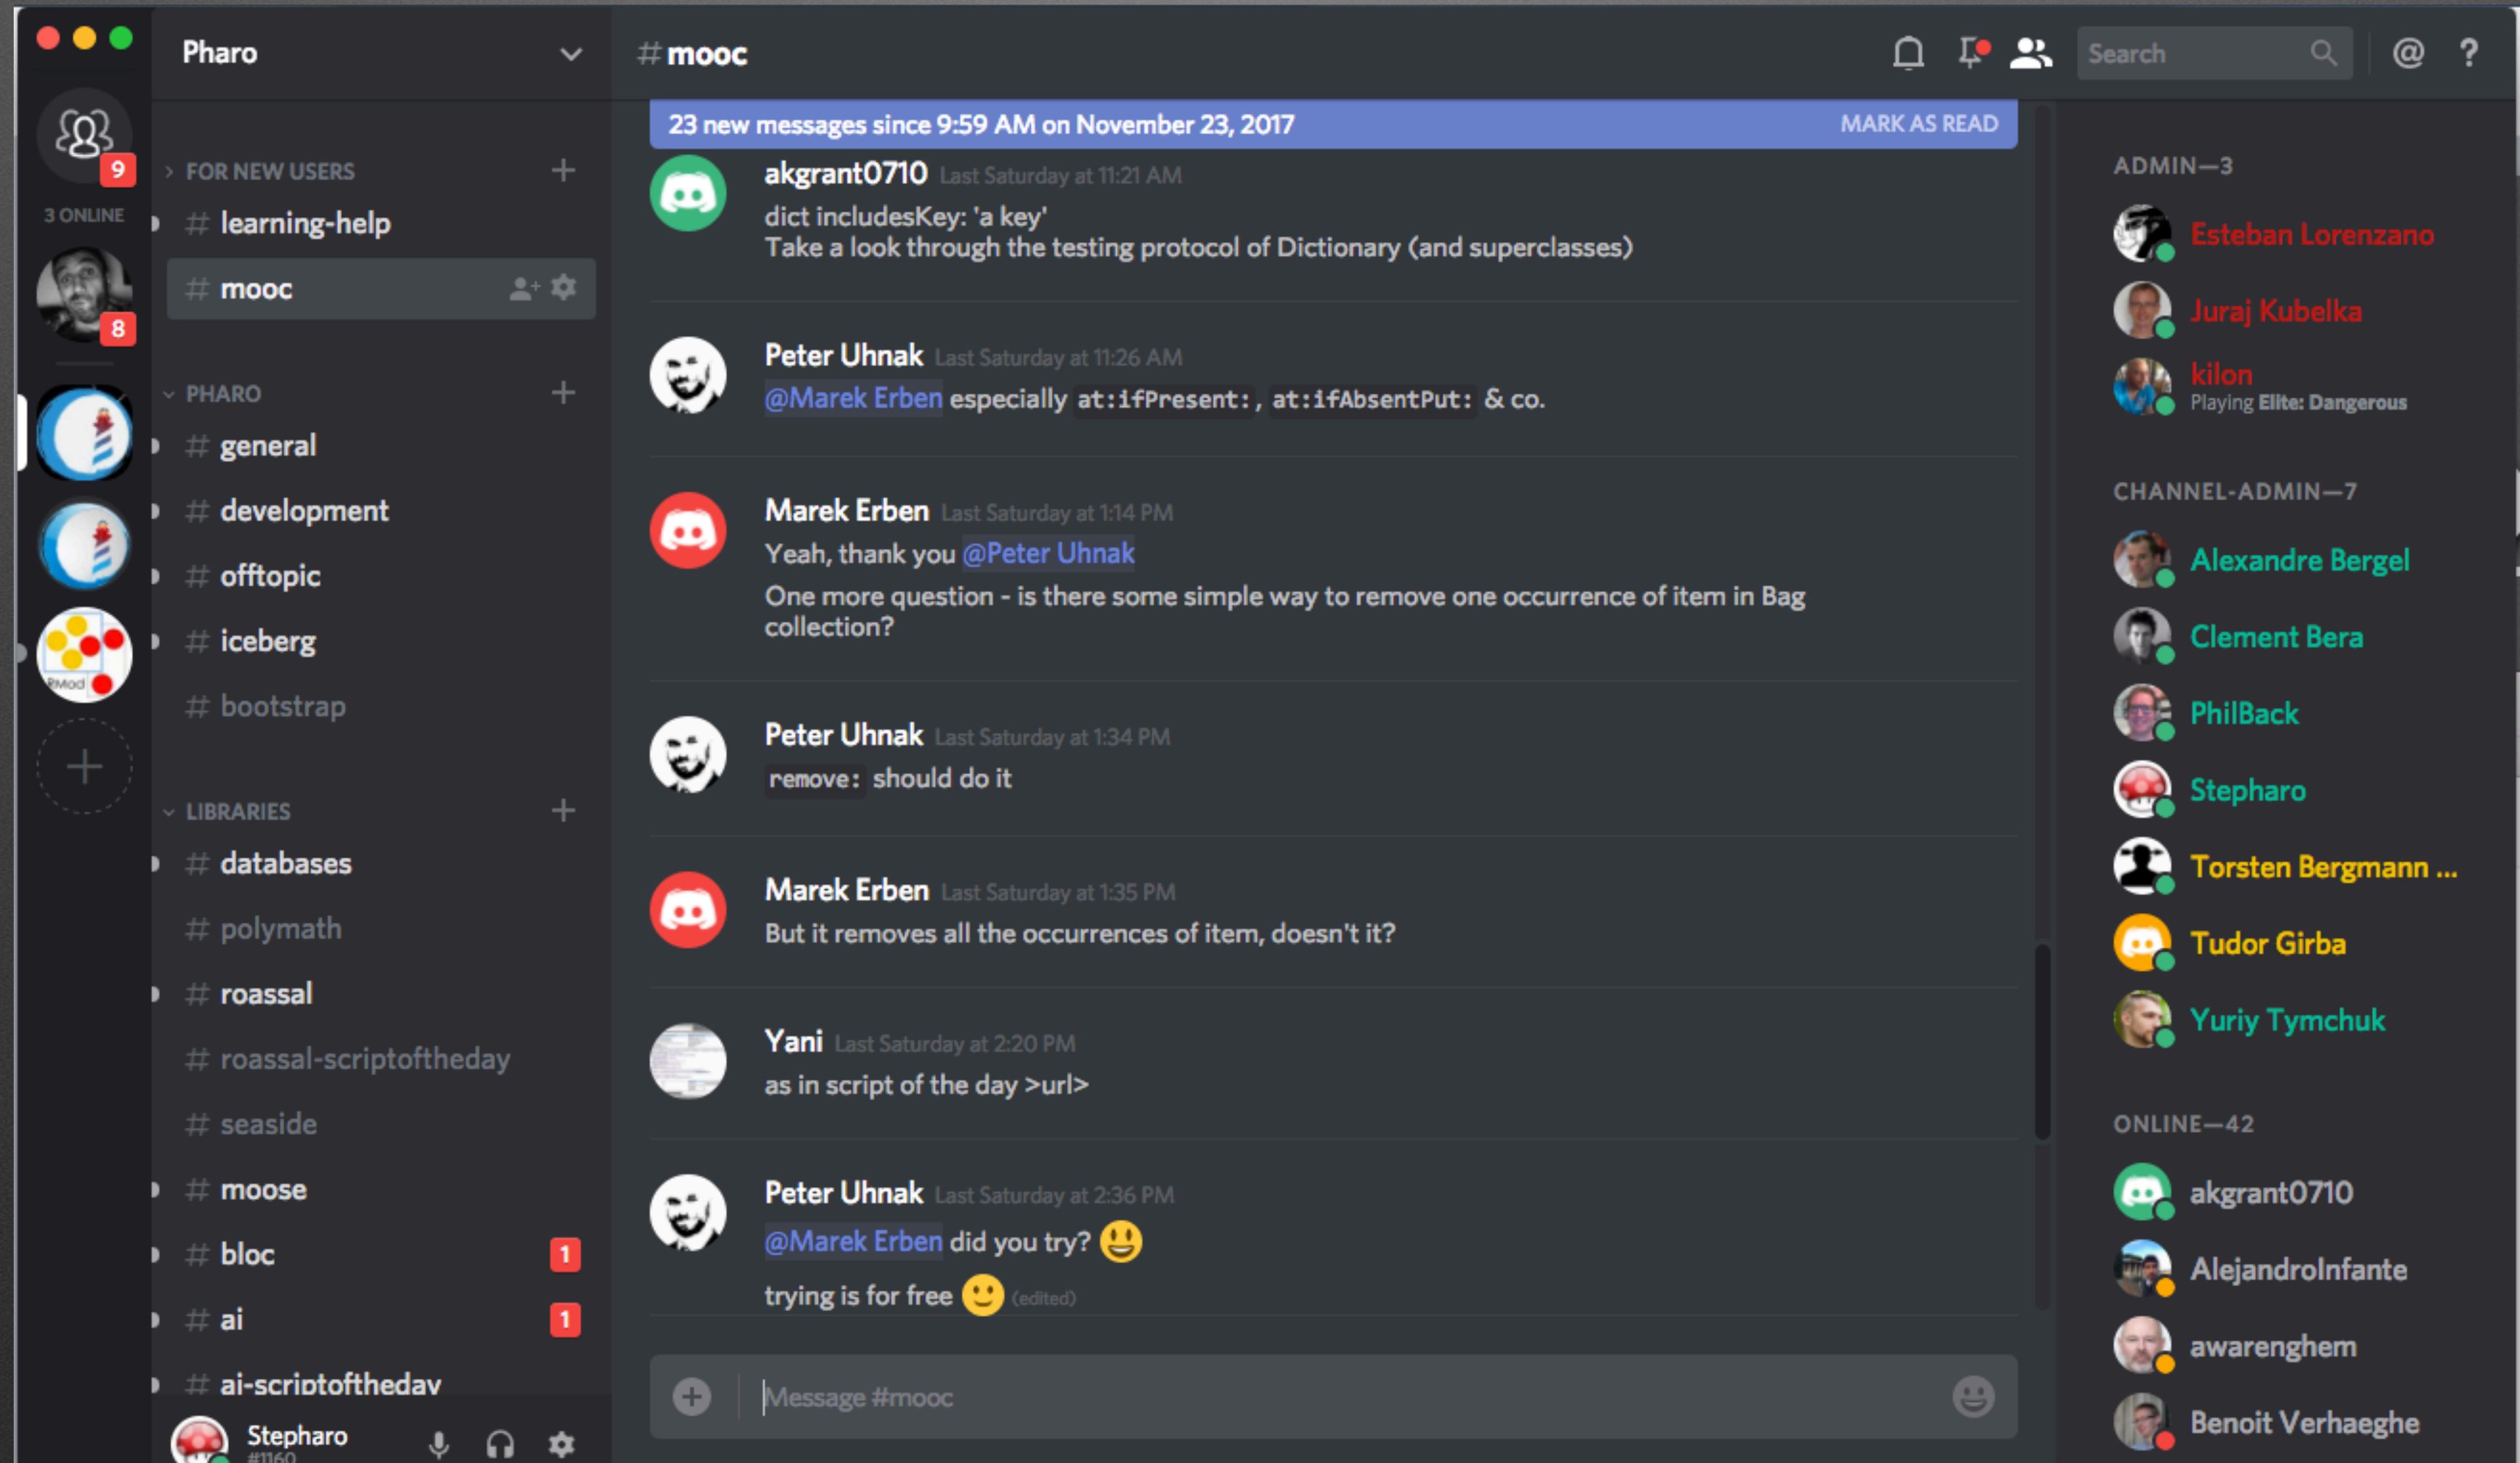 9
3 ONLINE
8
RMod
Pharo
FOR NEW USERS
# learning-help
# mooc
PHARO
# general
# development
# offtopic
# iceberg
# bootstrap
LIBRARIES
# databases
# polymath
# roassal
# roassal-scriptoftheday
# seaside
# moose
# bloc 1
# ai 1
# ai-scriptoftheday
Stepharo
#1160
# mooc
Search
@ ?
23 new messages since 9:59 AM on November 23, 2017 MARK AS READ
akgrant0710 Last Saturday at 11:21 AM
dict includesKey: 'a key'
Take a look through the testing protocol of Dictionary (and superclasses)
Peter Uhnak Last Saturday at 11:26 AM
@Marek Erben especially at:ifPresent:, at:ifAbsentPut: & co.
Marek Erben Last Saturday at 1:14 PM
Yeah, thank you @Peter Uhnak
One more question - is there some simple way to remove one occurrence of item in Bag
collection?
Peter Uhnak Last Saturday at 1:34 PM
remove: should do it
Marek Erben Last Saturday at 1:35 PM
But it removes all the occurrences of item, doesn't it?
Yani Last Saturday at 2:20 PM
as in script of the day >url>
Peter Uhnak Last Saturday at 2:36 PM
@Marek Erben did you try? 😃
trying is for free 🙂 (edited)
Message #mooc
ADMIN—3
Esteban Lorenzano
Juraj Kubelka
kilon
Playing Elite: Dangerous
CHANNEL-ADMIN—7
Alexandre Bergel
Clement Bera
PhilBack
Stepharo
Torsten Bergmann ...
Tudor Girba
Yuriy Tymchuk
ONLINE—42
akgrant0710
AlejandroInfante
awarenghem
Benoit Verhaeghe